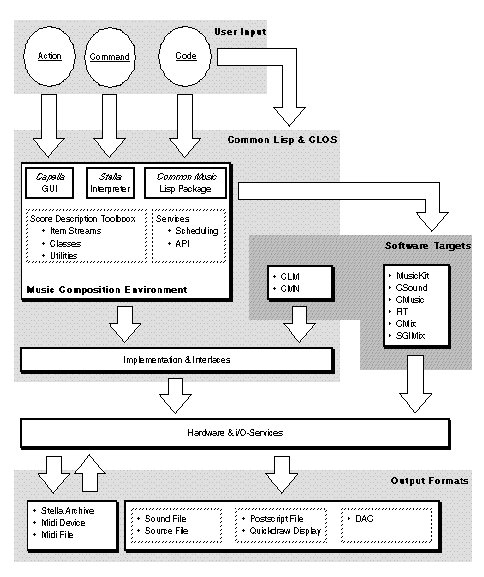 User Input
Action
Command
Code
Common Lisp & CLOS
Capella
GUI
Stella
Interpreter
Common Music
Lisp Package
Score Description Toolbox
• Item Streams
• Classes
• Utilities
Services
• Scheduling
• API
Music Composition Environment
Software Targets
• CLM
• CMN
• MusicKit
• CSound
• CMusic
• RT
• CMix
• SGIMix
Implementation & Interfaces
Hardware & I/O-Services
Output Formats
• Stella Archive
• Midi Device
• Midi File
• Sound File
• Source File
• Postscript File
• Quickdraw Display
• DAC